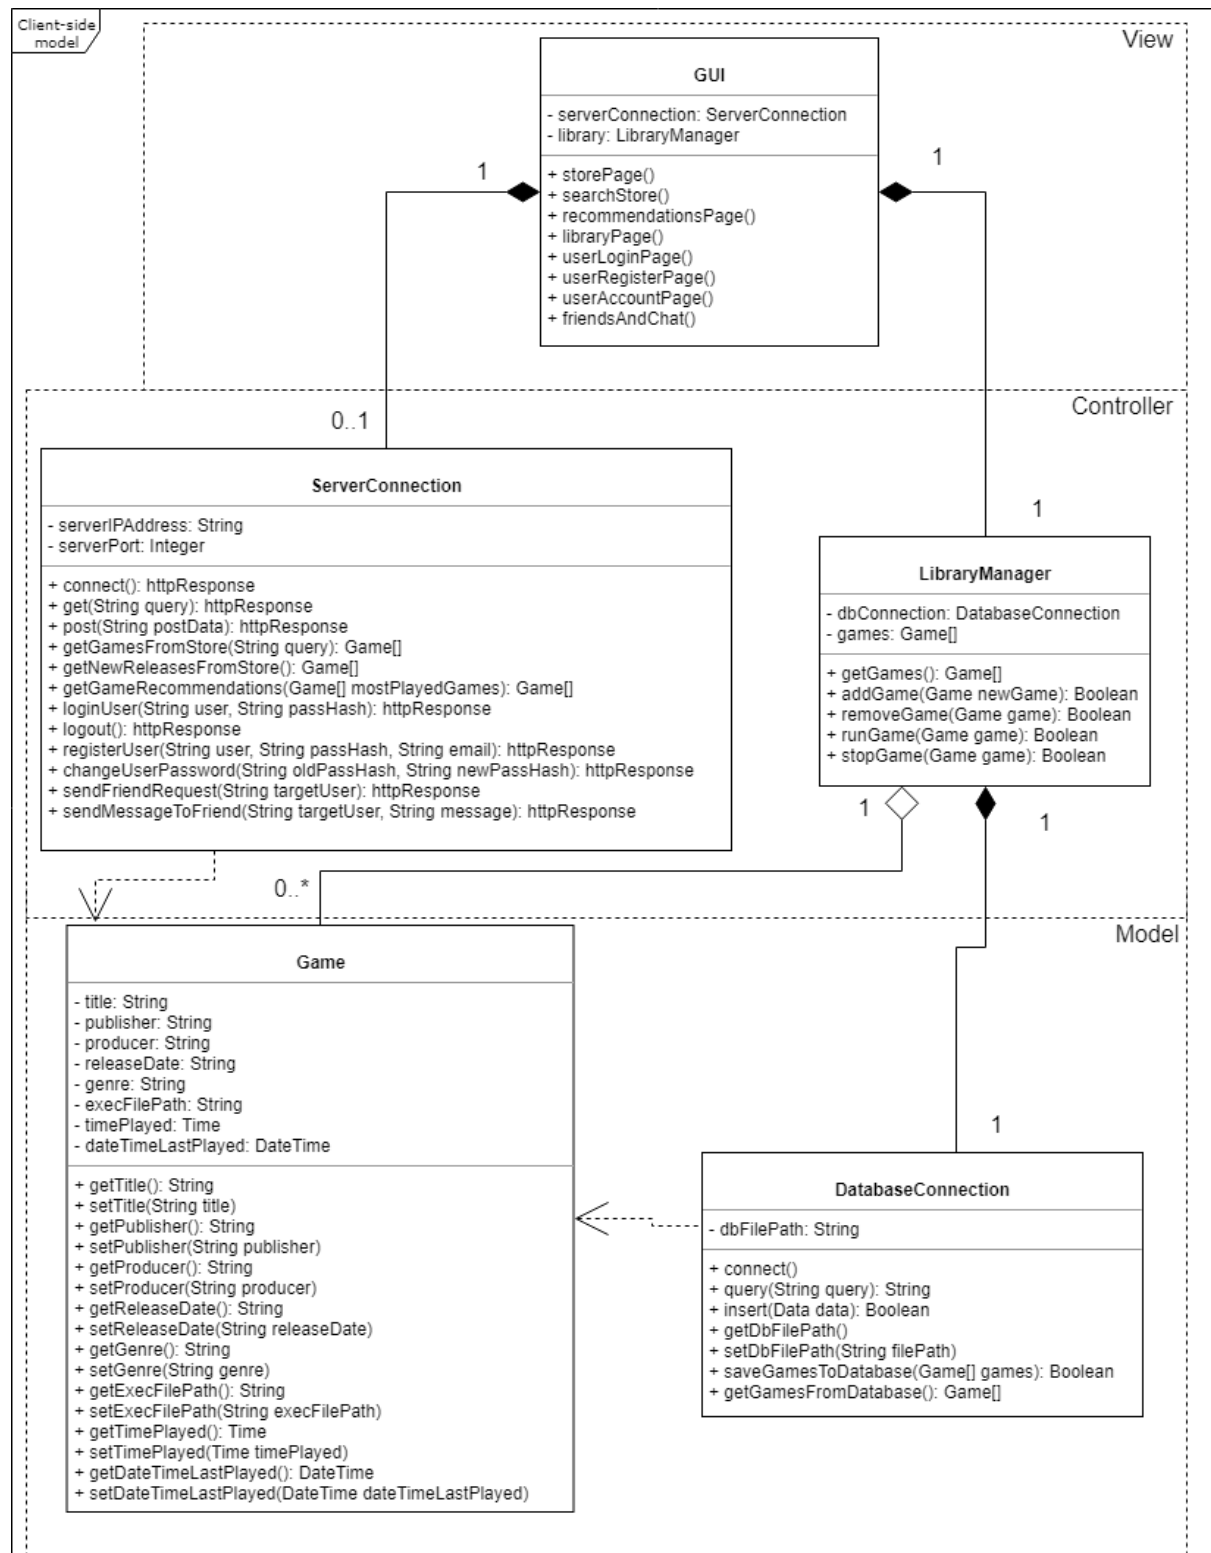 Client-side
model
View
GUI
- serverConnection: ServerConnection
- library: LibraryManager
+ storePage()
+ searchStore()
+ recommendationsPage()
+ libraryPage()
+ userLoginPage()
+ userRegisterPage()
+ userAccountPage()
+ friendsAndChat()
1
1
Controller
0..1
ServerConnection
- serverIPAddress: String
- serverPort: Integer
+ connect(): httpResponse
+ get(String query): httpResponse
+ post(String postData): httpResponse
+ getGamesFromStore(String query): Game[]
+ getNewReleasesFromStore(): Game[]
+ getGameRecommendations(Game[] mostPlayedGames): Game[]
+ loginUser(String user, String passHash): httpResponse
+ logout(): httpResponse
+ registerUser(String user, String passHash, String email): httpResponse
+ changeUserPassword(String oldPassHash, String newPassHash): httpResponse
+ sendFriendRequest(String targetUser): httpResponse
+ sendMessageToFriend(String targetUser, String message): httpResponse
1
LibraryManager
- dbConnection: DatabaseConnection
- games: Game[]
+ getGames(): Game[]
+ addGame(Game newGame): Boolean
+ removeGame(Game game): Boolean
+ runGame(Game game): Boolean
+ stopGame(Game game): Boolean
1
1
0..*
Model
Game
- title: String
- publisher: String
- producer: String
- releaseDate: String
- genre: String
- execFilePath: String
- timePlayed: Time
- dateTimeLastPlayed: DateTime
+ getTitle(): String
+ setTitle(String title)
+ getPublisher(): String
+ setPublisher(String publisher)
+ getProducer(): String
+ setProducer(String producer)
+ getReleaseDate(): String
+ setReleaseDate(String releaseDate)
+ getGenre(): String
+ setGenre(String genre)
+ getExecFilePath(): String
+ setExecFilePath(String execFilePath)
+ getTimePlayed(): Time
+ setTimePlayed(Time timePlayed)
+ getDateTimeLastPlayed(): DateTime
+ setDateTimeLastPlayed(DateTime dateTimeLastPlayed)
1
DatabaseConnection
- dbFilePath: String
+ connect()
+ query(String query): String
+ insert(Data data): Boolean
+ getDbFilePath()
+ setDbFilePath(String filePath)
+ saveGamesToDatabase(Game[] games): Boolean
+ getGamesFromDatabase(): Game[]